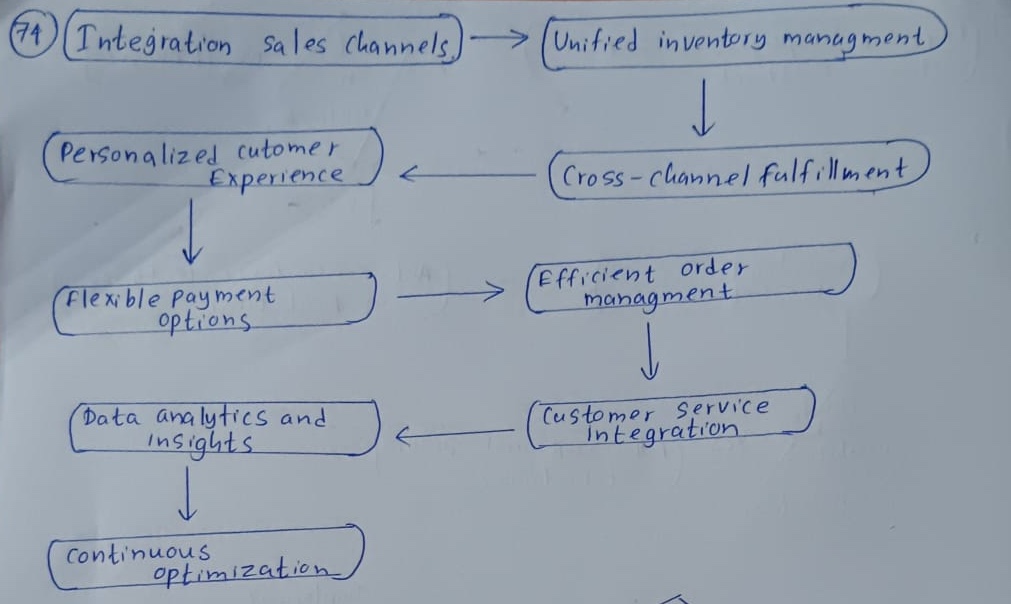 74 Integration sales channels
Unified inventory managment
Personalized cutomer
Experience
Cross-channel fulfillment
Flexible payment
options
Efficient order
managment
Data analytics and
insights
Customer service
integration
continuous
optimization